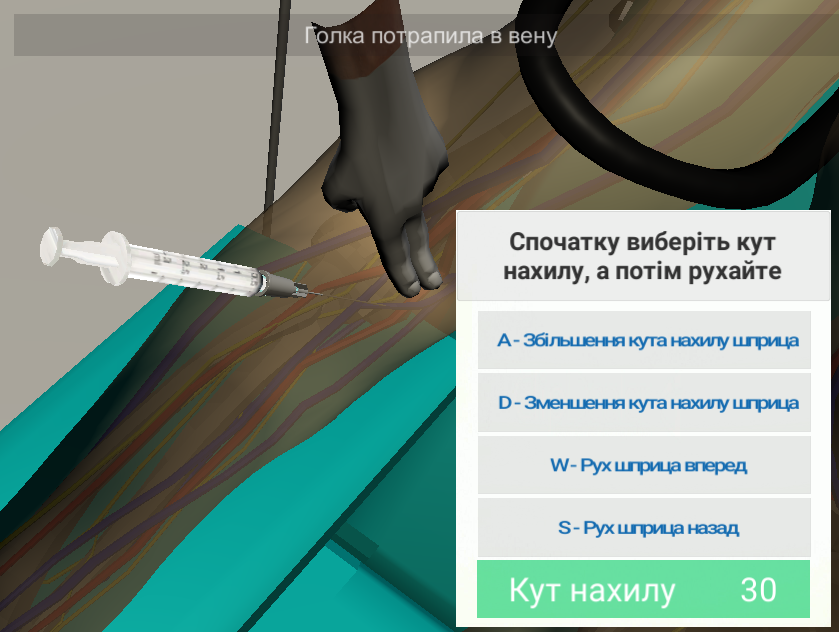 Голка потрапила в вену
Спочатку виберіть кут
нахилу, а потім рухайте
A - Збільшення кута нахилу шприца
D - Зменшення кута нахилу шприца
W - Рух шприца вперед
S - Рух шприца назад
Кут нахилу 30